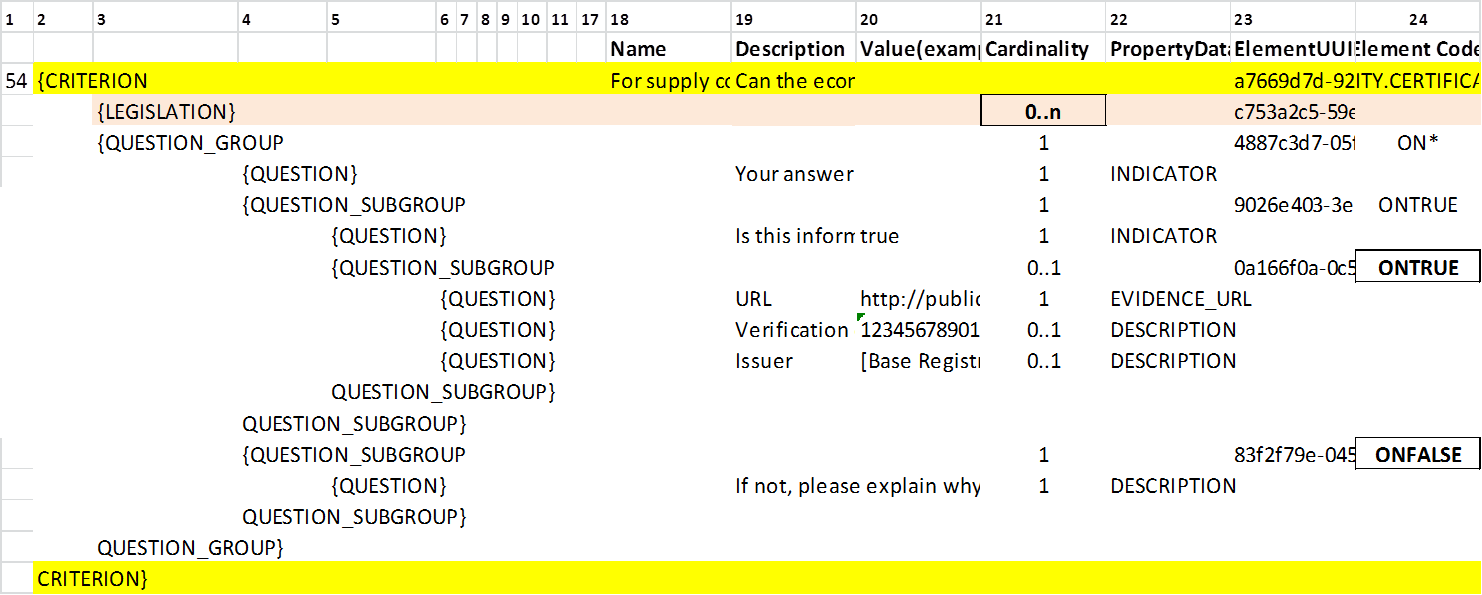 1 2 3 4 5 6 7 8 9 10 11 17 18 19 20 21 22 23 24
Name Description Value(examp Cardinality PropertyData ElementUUI Element Code
54 {CRITERION For supply co Can the econ a7669d7d-92 ITY.CERTIFICA
{LEGISLATION} 0..n c753a2c5-59e
{QUESTION_GROUP 1 4887c3d7-05f ON*
{QUESTION} Your answer 1 INDICATOR
{QUESTION_SUBGROUP 1 9026e403-3e ONTRUE
{QUESTION} Is this inform true 1 INDICATOR
{QUESTION_SUBGROUP 0..1 0a166f0a-0c5 ONTRUE
{QUESTION} URL http://public 1 EVIDENCE_URL
{QUESTION} Verification 12345678901 0..1 DESCRIPTION
{QUESTION} Issuer [Base Registr 0..1 DESCRIPTION
QUESTION_SUBGROUP}
QUESTION_SUBGROUP}
{QUESTION_SUBGROUP 1 83f2f79e-045 ONFALSE
{QUESTION} If not, please explain why 1 DESCRIPTION
QUESTION_SUBGROUP}
QUESTION_GROUP}
CRITERION}